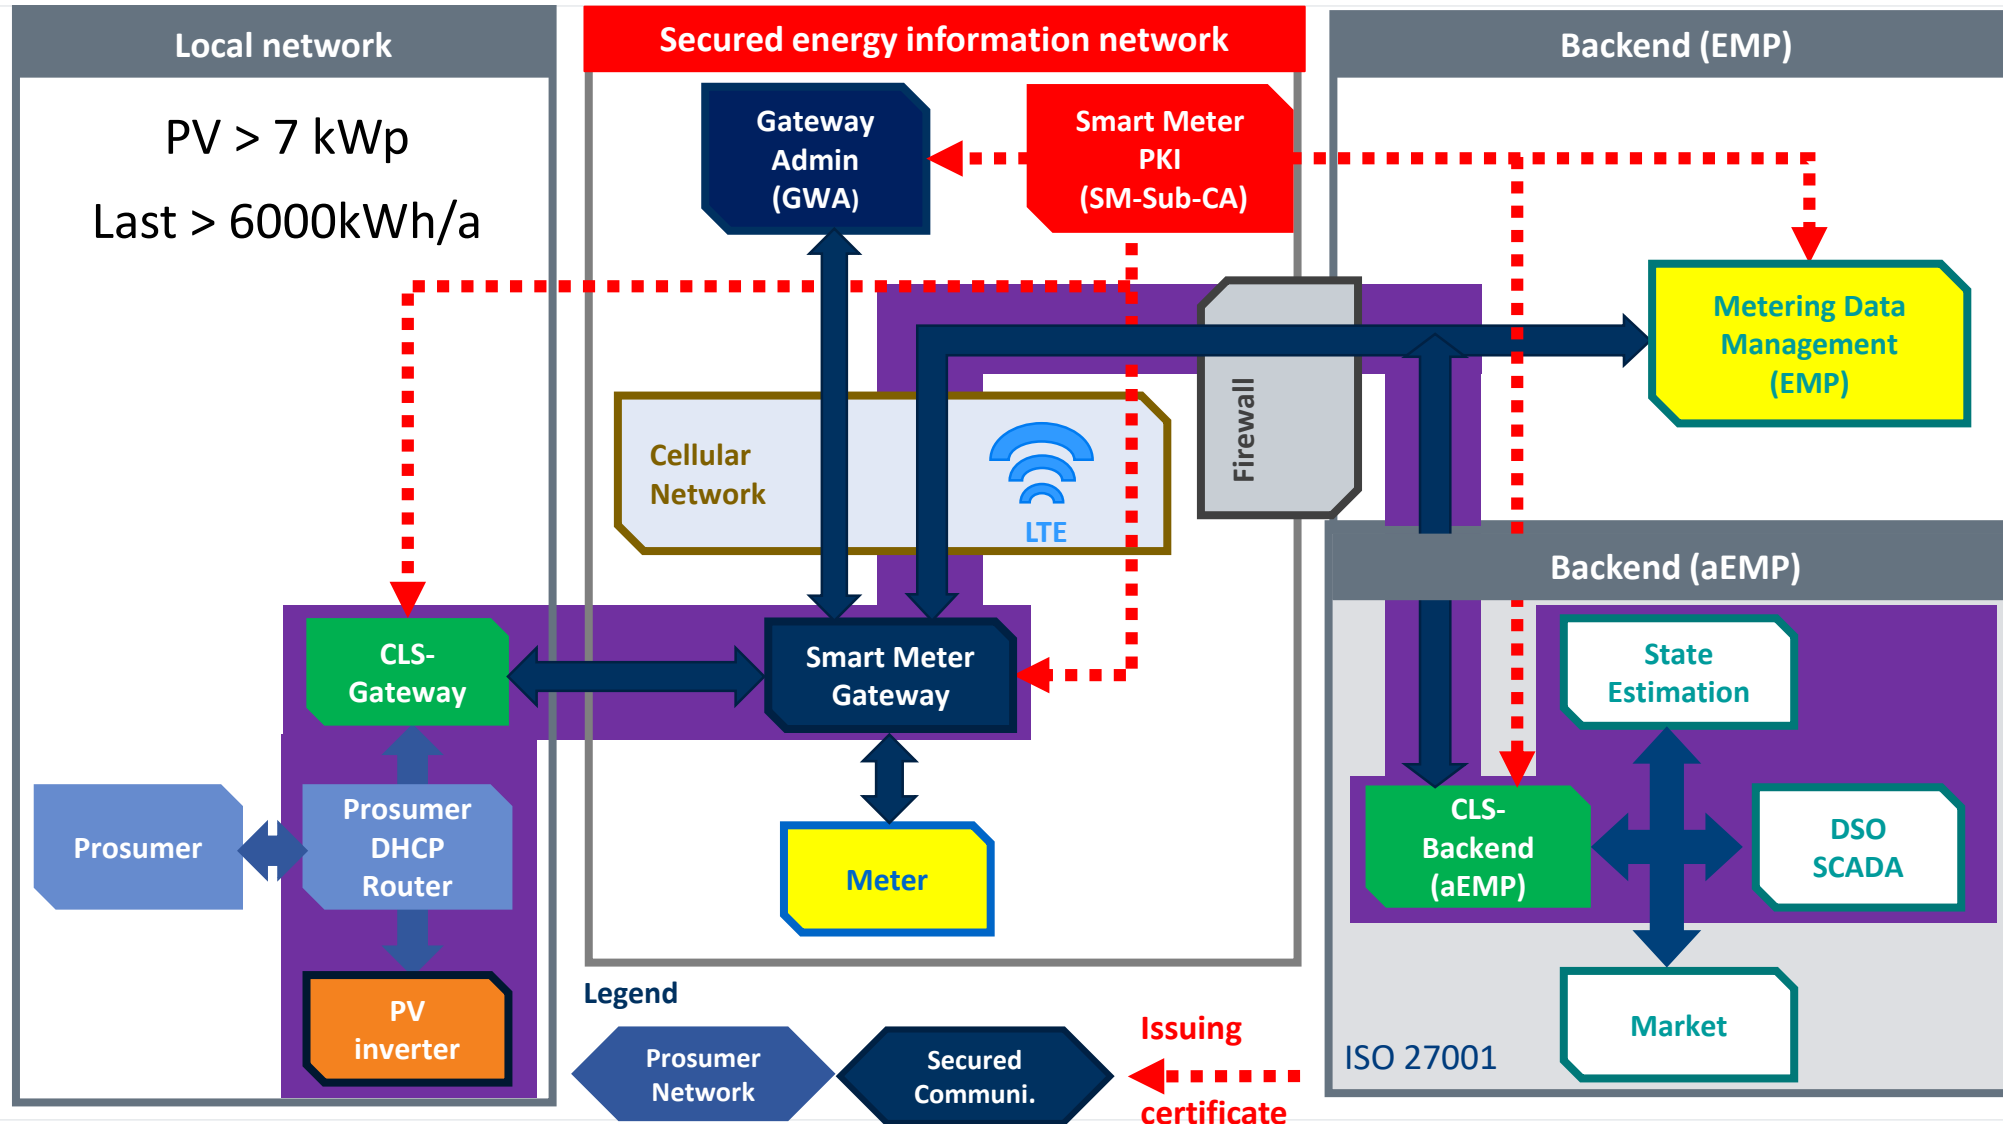 Local network
PV > 7 kWp
Last > 6000kWh/a
CLS-
Gateway
Prosumer
Prosumer
DHCP
Router
PV
inverter
Secured energy information network
Gateway
Admin
(GWA)
Smart Meter
PKI
(SM-Sub-CA)
Cellular
Network
LTE
Firewall
Smart Meter
Gateway
Meter
Backend (EMP)
Metering Data
Management
(EMP)
Backend (aEMP)
State
Estimation
CLS-
Backend
(aEMP)
DSO
SCADA
Market
ISO 27001
Legend
Prosumer
Network
Secured
Communi.
Issuing
certificate